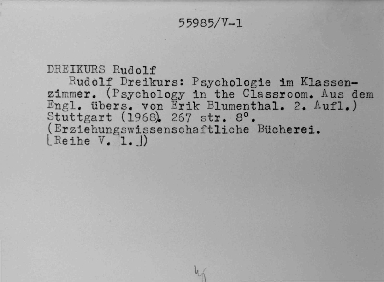 55985/V-1
DREIKURS Rudolf
Rudolf Dreikurs: Psychologie im Klassen-
zimmer. (Psychology in the Classroom. Aus dem
Engl. übers. von Erik Blumenthal. 2. Aufl.)
Stuttgart (1968). 267 str. 8°.
(Erziehungswissenschaftliche Bücherei.
[Reihe V. 1.])